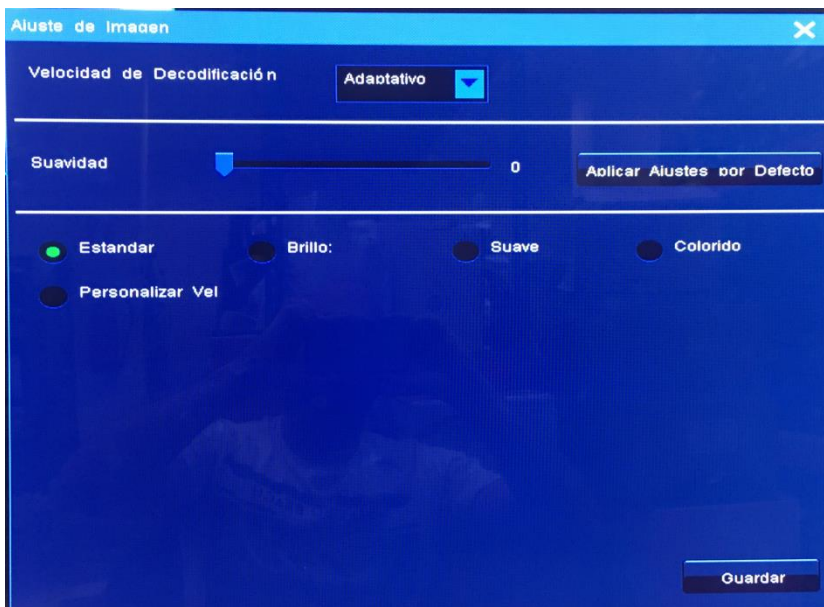 Ajuste de Imagen
Velocidad de Decodificación
Adaptativo
Suavidad
0
Aplicar Ajustes por Defecto
Estandar
Brillo:
Suave
Colorido
Personalizar Vel
Guardar